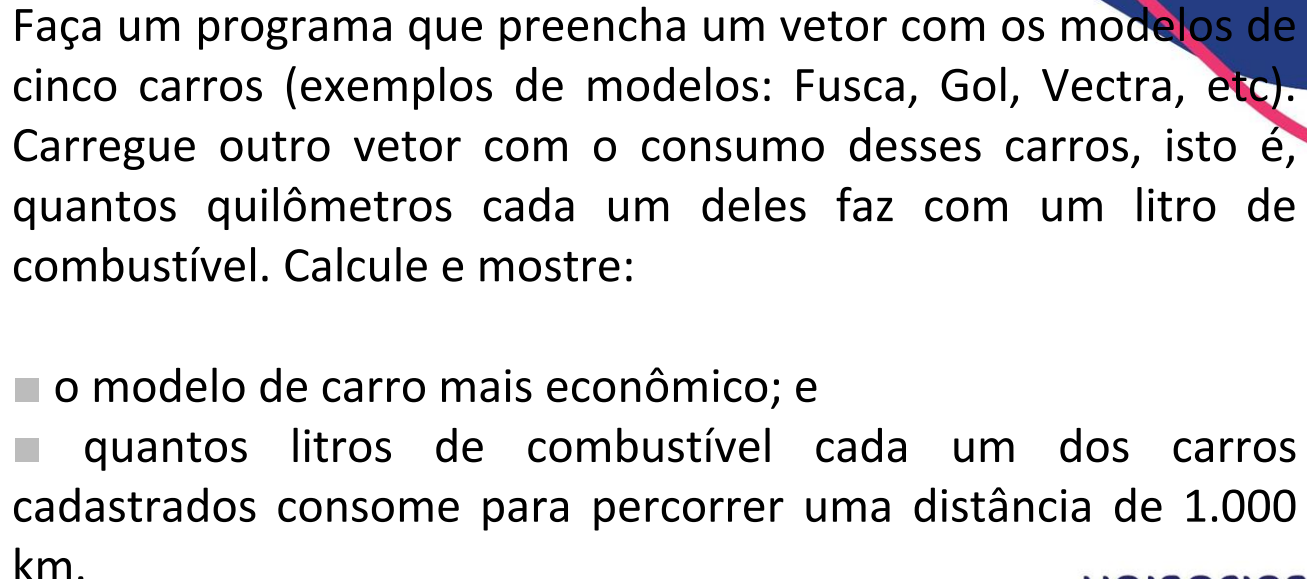 Faça um programa que preencha um vetor com os modelos de
cinco carros (exemplos de modelos: Fusca, Gol, Vectra, etc).
Carregue outro vetor com o consumo desses carros, isto é,
quantos quilômetros cada um deles faz com um litro de
combustível. Calcule e mostre:
o modelo de carro mais econômico; e
quantos litros de combustível cada um dos carros
cadastrados consome para percorrer uma distância de 1.000
km.